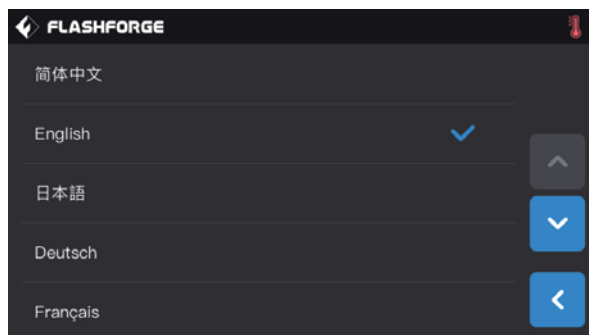 FLASHFORGE
简体中文
English
日本語
Deutsch
Français